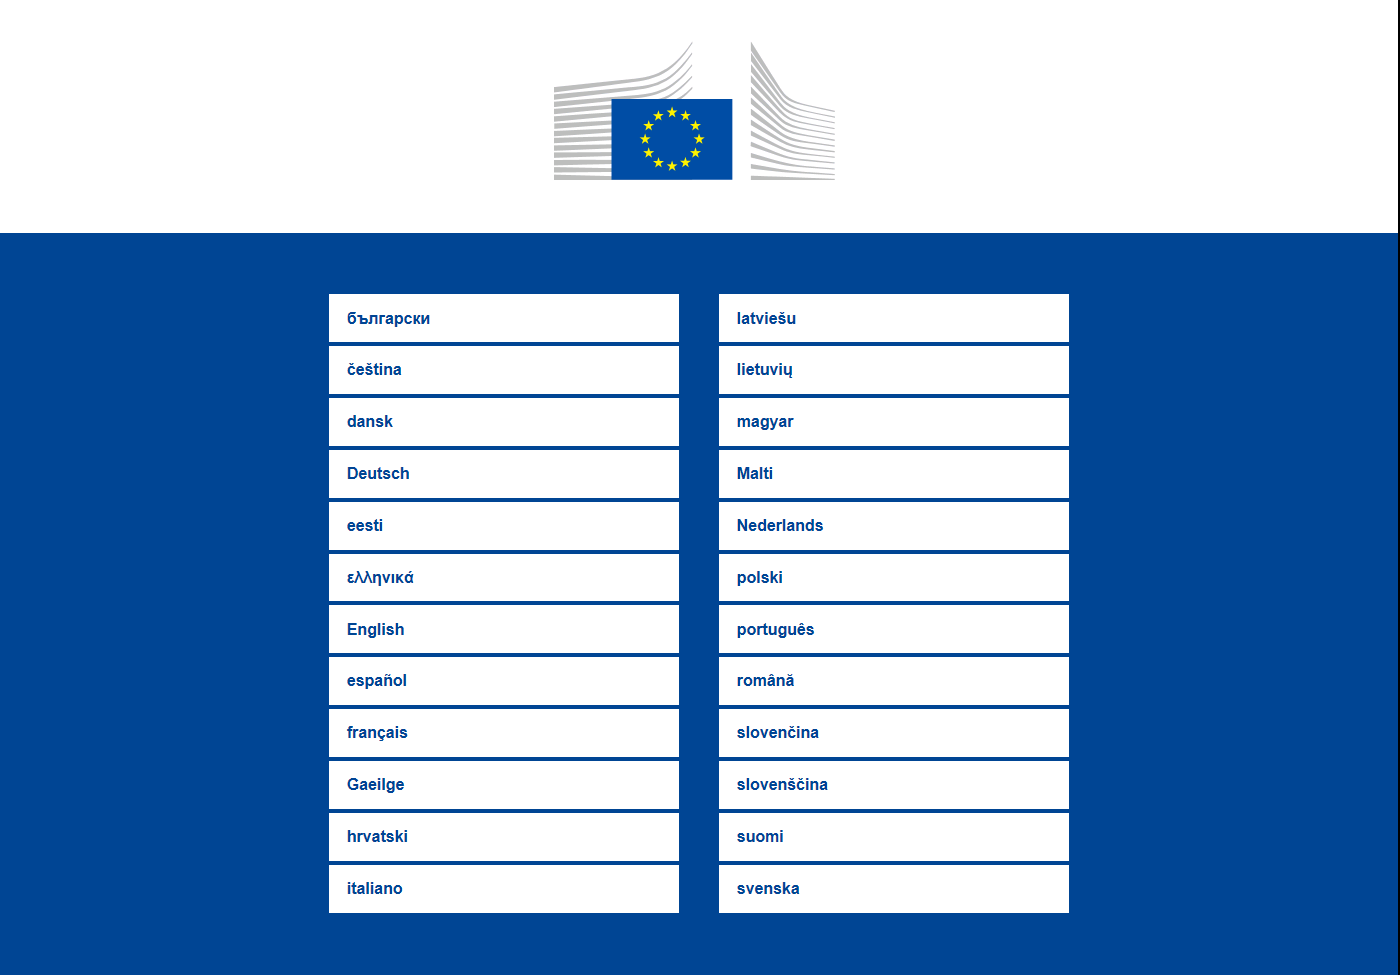 български
čeština
dansk
Deutsch
eesti
ελληνικά
English
español
français
Gaeilge
hrvatski
italiano
latviešu
lietuvių
magyar
Malti
Nederlands
polski
português
română
slovenčina
slovenščina
suomi
svenska